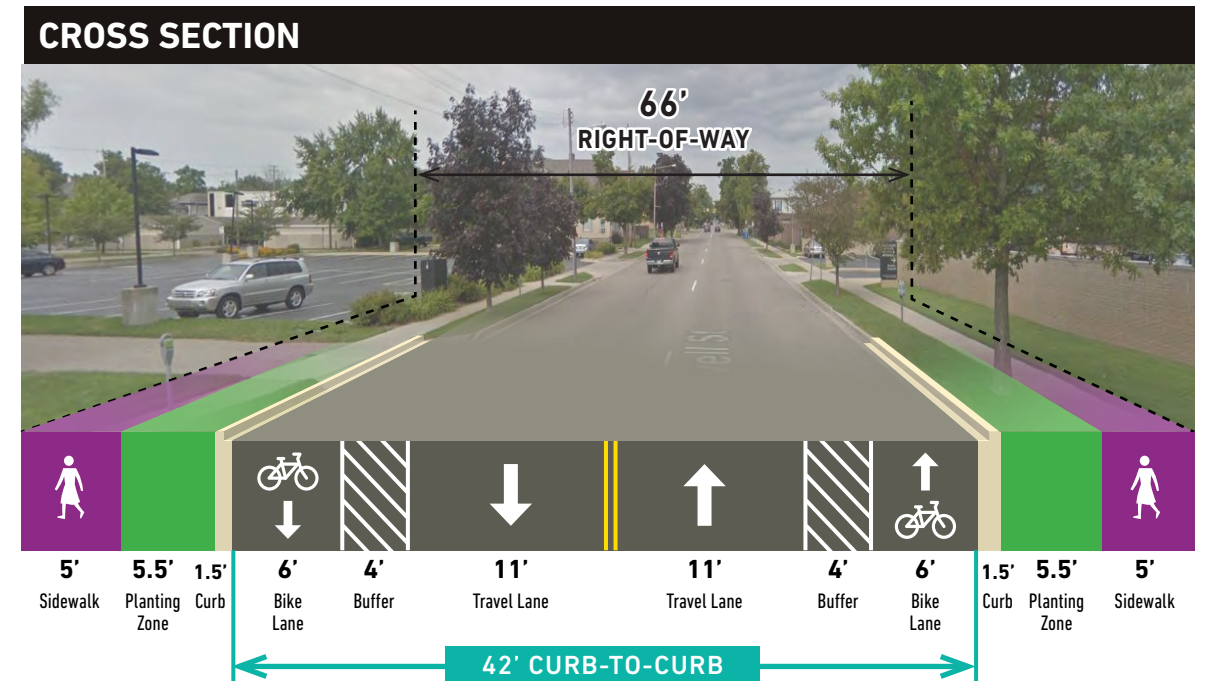 CROSS SECTION
66’
RIGHT-OF-WAY
5’ 5.5’ 1.5’ 6’ 4’ 11’ 11’ 4’ 6’ 1.5’ 5.5’ 5’
Sidewalk Planting Curb Bike Buffer Travel Lane Travel Lane Buffer Bike Curb Planting Sidewalk
Zone Lane Lane Zone
42’ CURB-TO-CURB